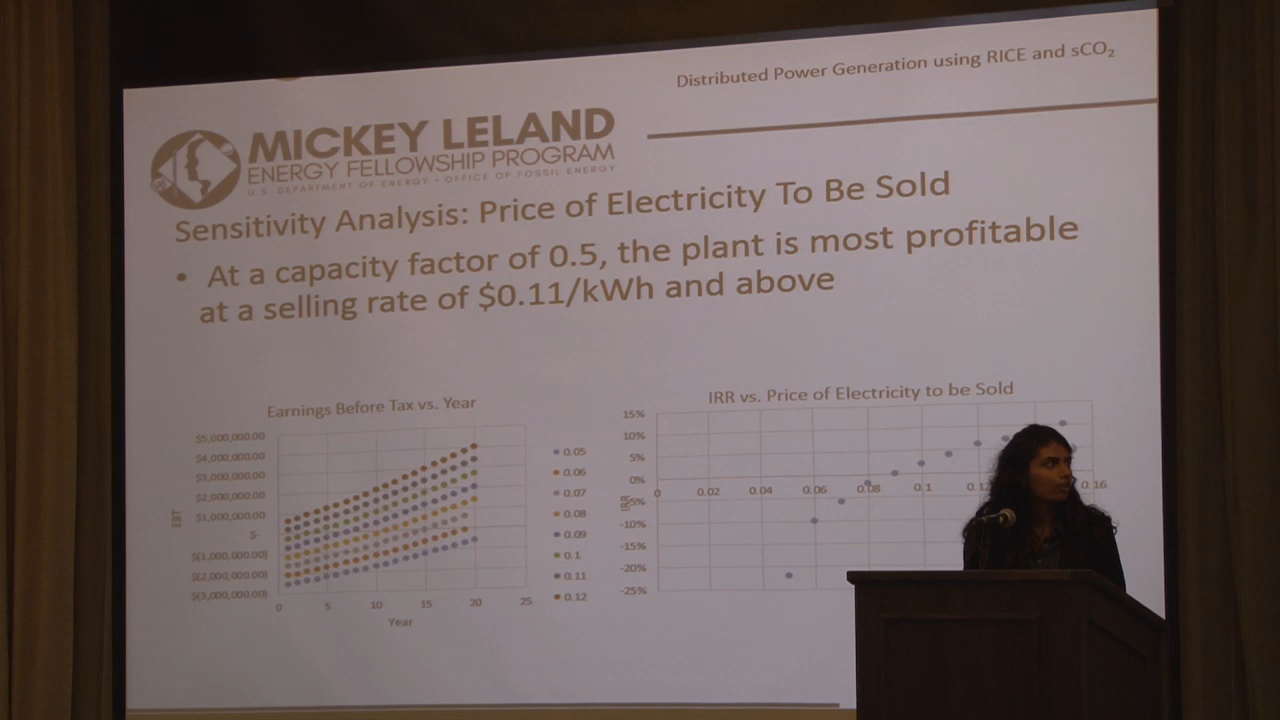 Distributed Power Generation using RICE and sCO₂
MICKEY LELAND
ENERGY FELLOWSHIP PROGRAM
U.S. DEPARTMENT OF ENERGY • OFFICE OF FOSSIL ENERGY
Sensitivity Analysis: Price of Electricity To Be Sold
• At a capacity factor of 0.5, the plant is most profitable
at a selling rate of $0.11/kWh and above
Earnings Before Tax vs. Year
$5,000,000.00
$4,000,000.00
$3,000,000.00
$2,000,000.00
$1,000,000.00
$-
$(1,000,000.00)
$(2,000,000.00)
$(3,000,000.00)
EBT
0 5 10 15 20 25
Year
0.05
0.06
0.07
0.08
0.09
0.1
0.11
0.12
IRR vs. Price of Electricity to be Sold
15%
10%
5%
0%
-5%
-10%
-15%
-20%
-25%
IRR
0 0.02 0.04 0.06 0.08 0.1 0.12 0.16